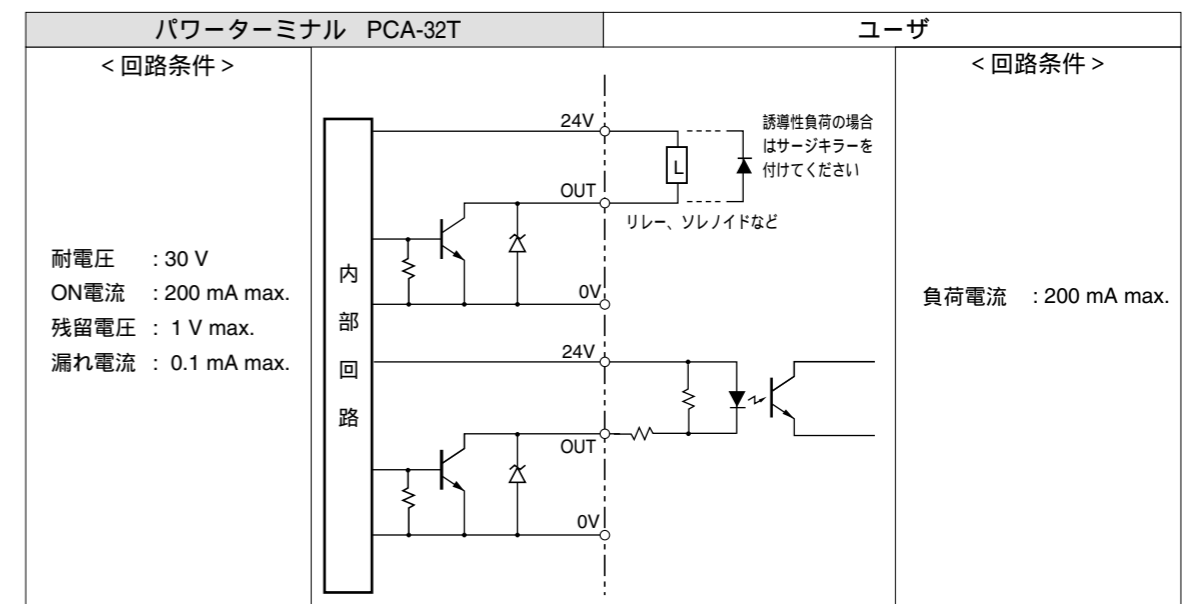 パワーターミナル PCA-32T
ユーザ
< 回路条件 >
耐電圧 : 30 V
ON電流 : 200 mA max.
残留電圧 : 1 V max.
漏れ電流 : 0.1 mA max.
内部回路
24V
OUT
0V
24V
OUT
0V
L
誘導性負荷の場合
はサージキラーを
付けてください
リレー、ソレノイドなど
< 回路条件 >
負荷電流 : 200 mA max.